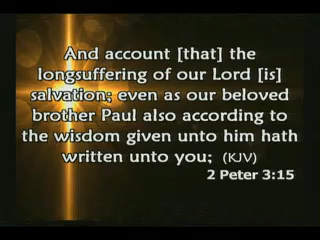 And account [that] the
longsuffering of our Lord [is]
salvation; even as our beloved
brother Paul also according to
the wisdom given unto him hath
written unto you; (KJV)
2 Peter 3:15